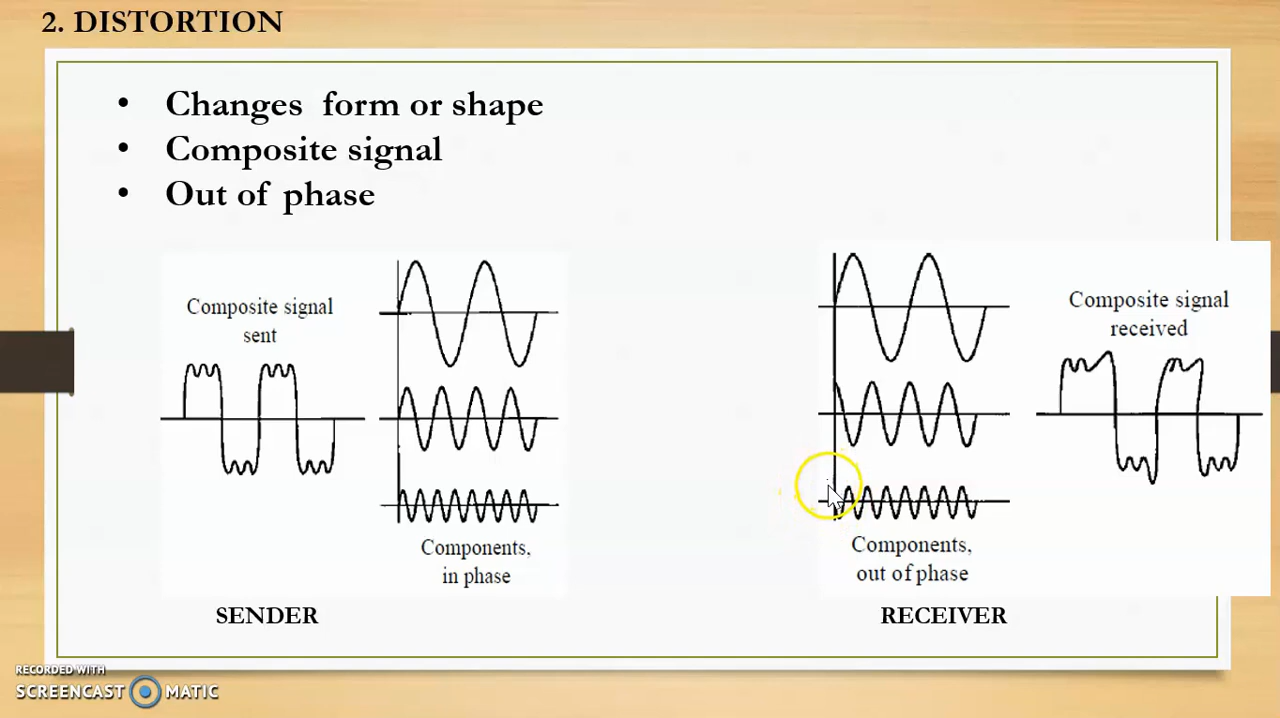 2. DISTORTION
• Changes form or shape
• Composite signal
• Out of phase
Composite signal
sent
Components,
in phase
SENDER
Composite signal
received
Components,
out of phase
RECEIVER
RECORDED WITH
SCREENCAST MATIC